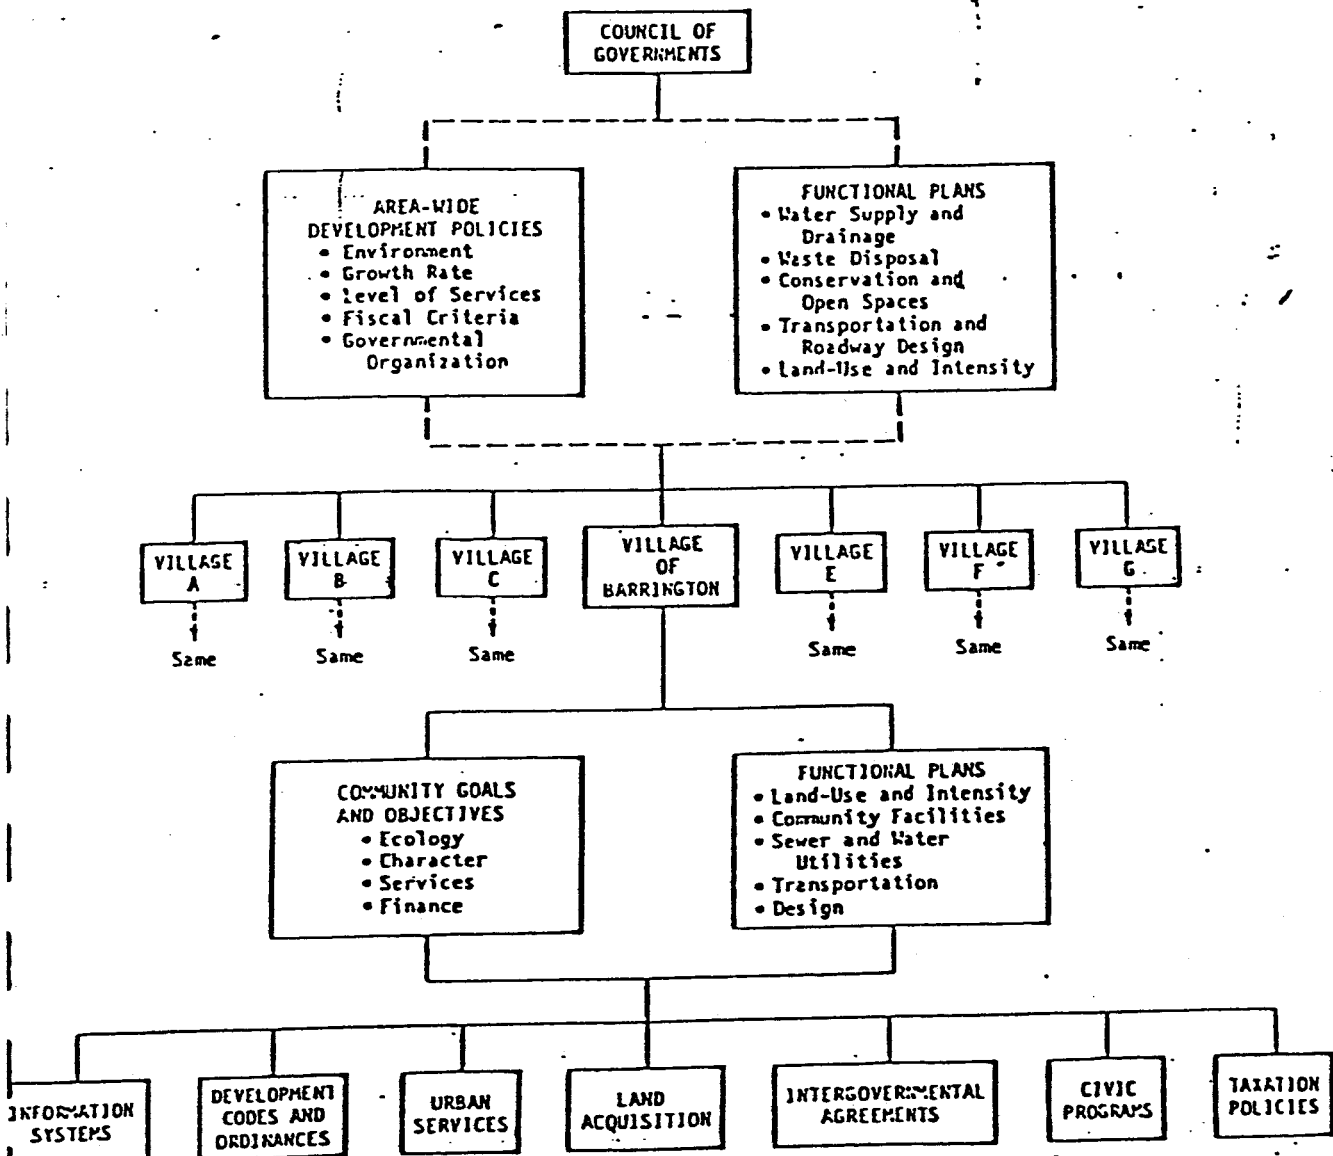 COUNCIL OF
GOVERNMENTS
AREA-WIDE
DEVELOPMENT POLICIES
• Environment
• Growth Rate
• Level of Services
• Fiscal Criteria
• Governmental
Organization
FUNCTIONAL PLANS
• Water Supply and
Drainage
• Waste Disposal
• Conservation and
Open Spaces
• Transportation and
Roadway Design
• Land-Use and Intensity
VILLAGE
A
VILLAGE
B
VILLAGE
C
VILLAGE
OF
BARRINGTON
VILLAGE
E
VILLAGE
F
VILLAGE
G
Same
Same
Same
Same
Same
Same
COMMUNITY GOALS
AND OBJECTIVES
• Ecology
• Character
• Services
• Finance
FUNCTIONAL PLANS
• Land-Use and Intensity
• Community Facilities
• Sewer and Water
Utilities
• Transportation
• Design
INFORMATION
SYSTEMS
DEVELOPMENT
CODES AND
ORDINANCES
URBAN
SERVICES
LAND
ACQUISITION
INTERGOVERNMENTAL
AGREEMENTS
CIVIC
PROGRAMS
TAXATION
POLICIES